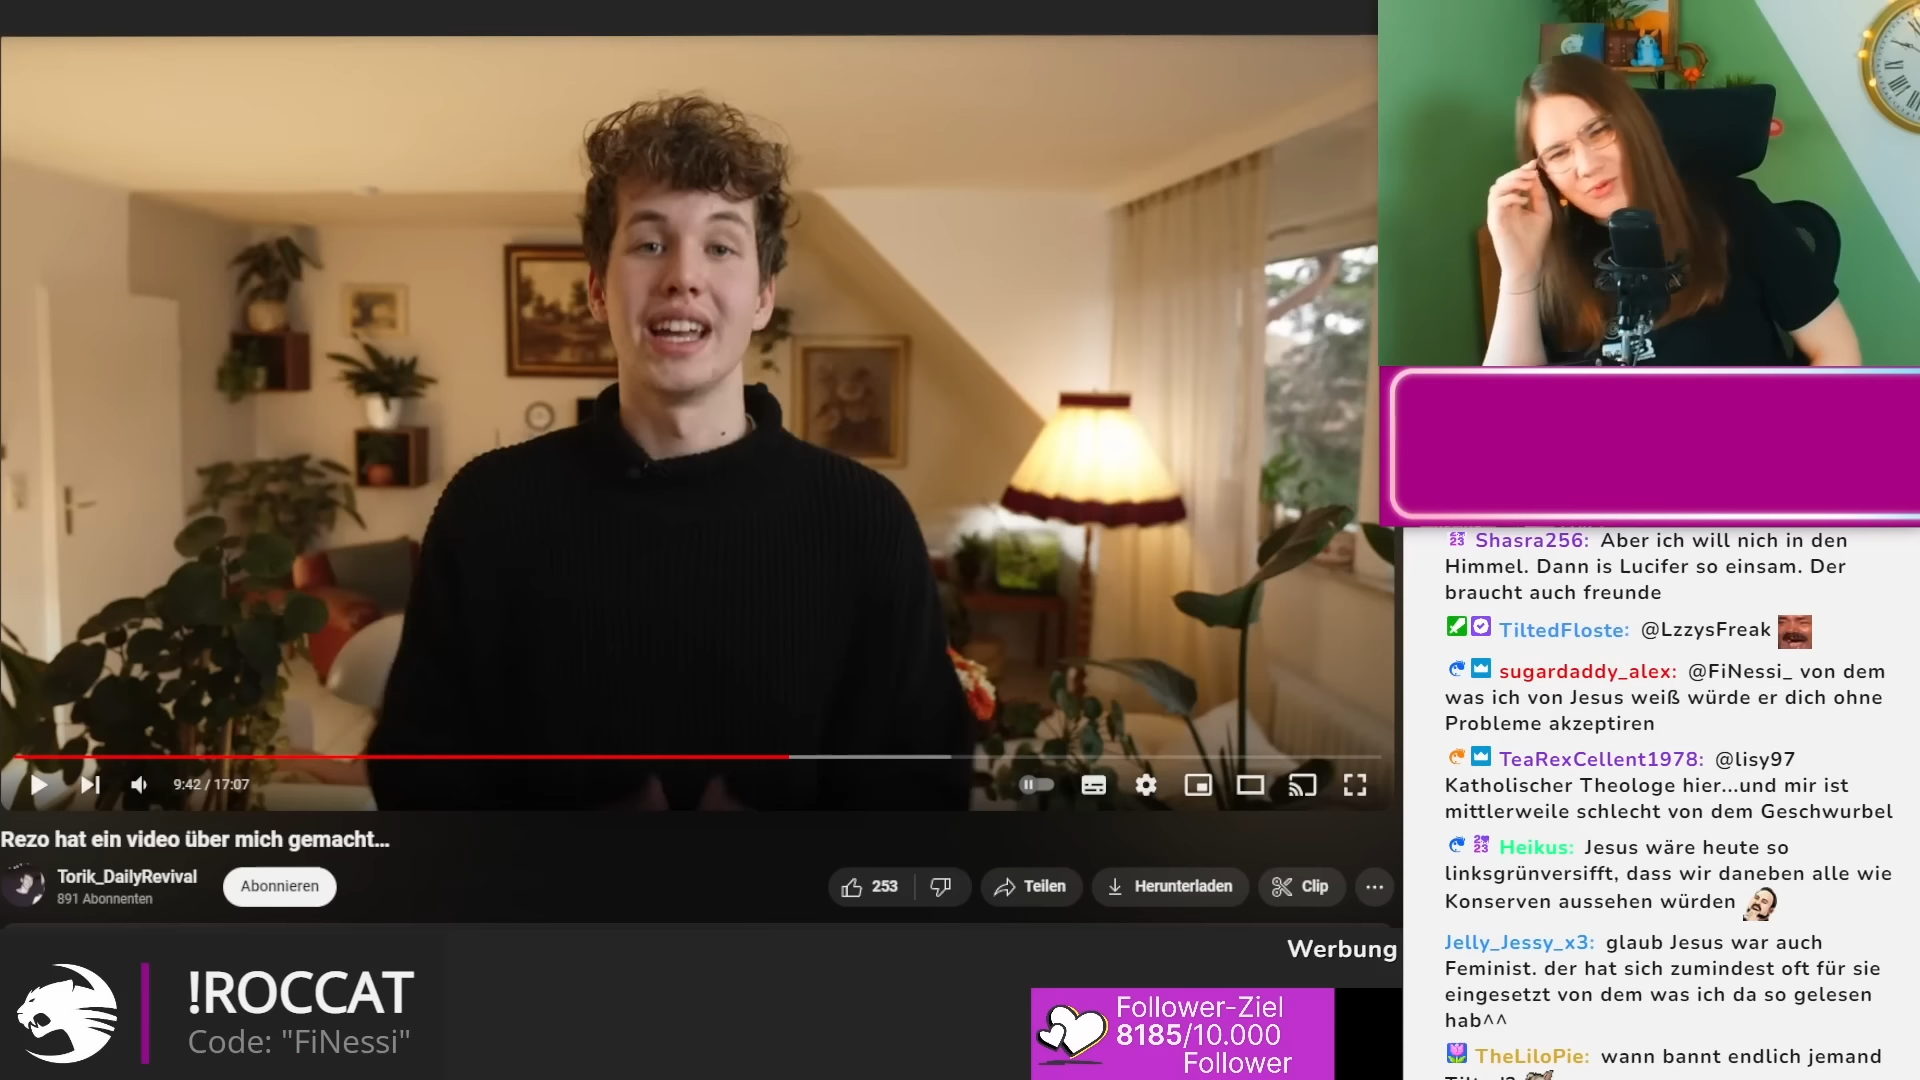 9:42 / 17:07
Rezo hat ein video über mich gemacht...
Torik_DailyRevival
891 Abonnenten
Abonnieren
253
Teilen
Herunterladen
Clip
Werbung
!ROCCAT
Code: "FiNessi"
Follower-Ziel
8185/10.000
Follower
Shasra256: Aber ich will nich in den
Himmel. Dann is Lucifer so einsam. Der
braucht auch freunde
TiltedFloste: @LzzysFreak
sugardaddy_alex: @FiNessi_ von dem
was ich von Jesus weiß würde er dich ohne
Probleme akzeptiren
TeaRexCellent1978: @lisy97
Katholischer Theologe hier...und mir ist
mittlerweile schlecht von dem Geschwurbel
Heikus: Jesus wäre heute so
linksgrünversifft, dass wir daneben alle wie
Konserven aussehen würden
Jelly_Jessy_x3: glaub Jesus war auch
Feminist. der hat sich zumindest oft für sie
eingesetzt von dem was ich da so gelesen
hab^^
TheLiloPie: wann bannt endlich jemand